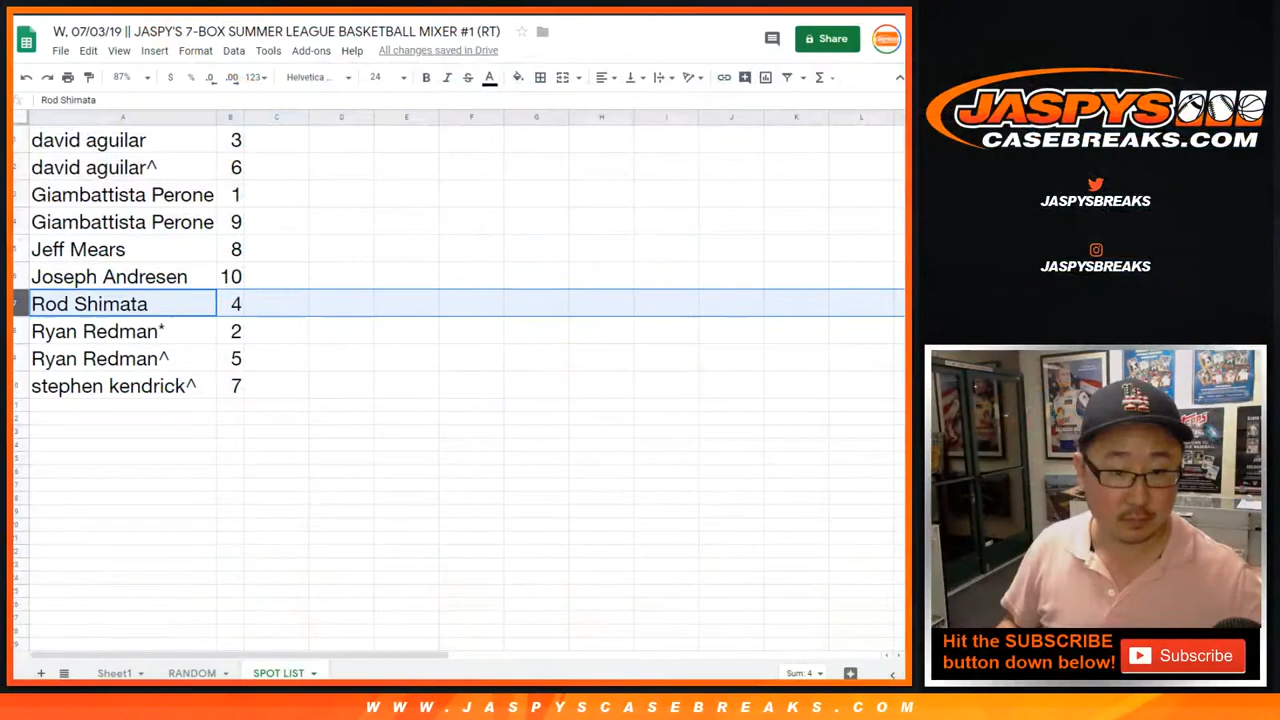 W, 07/03/19 || JASPY'S 7-BOX SUMMER LEAGUE BASKETBALL MIXER #1 (RT)
File Edit View Insert Format Data Tools Add-ons Help All changes saved in Drive
Share
87% $ % .0 .00 123 Helvetica ... 24 B I S A
fx Rod Shimata
A B C D E F G H I J K L
david aguilar 3
david aguilar^ 6
Giambattista Perone 1
Giambattista Perone 9
Jeff Mears 8
Joseph Andresen 10
Rod Shimata 4
Ryan Redman* 2
Ryan Redman^ 5
stephen kendrick^ 7
Sheet1 RANDOM SPOT LIST Sum: 4
JASPYS
CASEBREAKS.COM
JASPYSBREAKS
JASPYSBREAKS
LA
Hit the SUBSCRIBE
button down below!
Subscribe
WWW.JASPYSCASEBREAKS.COM